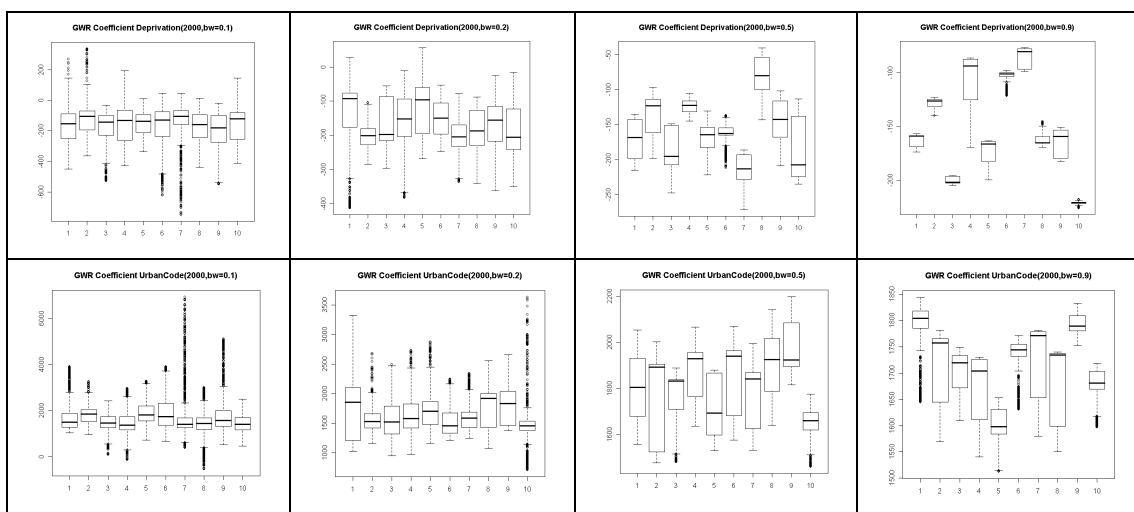 GWR Coefficient Deprivation(2000,bw=0.1)
200
0
-200
-400
-600
1 2 3 4 5 6 7 8 9 10
GWR Coefficient Deprivation(2000,bw=0.2)
0
-100
-200
-300
-400
1 2 3 4 5 6 7 8 9 10
GWR Coefficient Deprivation(2000,bw=0.5)
-50
-100
-150
-200
-250
1 2 3 4 5 6 7 8 9 10
GWR Coefficient Deprivation(2000,bw=0.9)
-100
-150
-200
1 2 3 4 5 6 7 8 9 10
GWR Coefficient UrbanCode(2000,bw=0.1)
6000
4000
2000
0
1 2 3 4 5 6 7 8 9 10
GWR Coefficient UrbanCode(2000,bw=0.2)
3500
3000
2500
2000
1500
1000
1 2 3 4 5 6 7 8 9 10
GWR Coefficient UrbanCode(2000,bw=0.5)
2200
2000
1800
1600
1 2 3 4 5 6 7 8 9 10
GWR Coefficient UrbanCode(2000,bw=0.9)
1850
1800
1750
1700
1650
1600
1550
1500
1 2 3 4 5 6 7 8 9 10